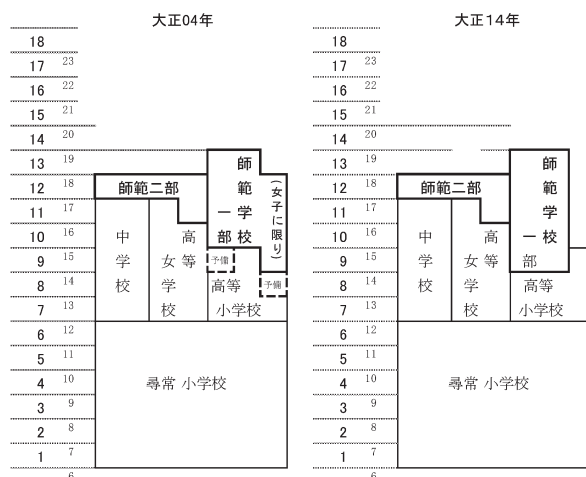 大正04年
18
17 23
16 22
15 21
14 20
13 19
12 18
11 17
10 16
9 15
8 14
7 13
6 12
5 11
4 10
3 9
2 8
1 7
6
師範学校
一部
(女子に限り)
師範二部
中学校
高等
女学校
予備
予備
高等
小学校
尋常 小学校
大正14年
18
17 23
16 22
15 21
14 20
13 19
12 18
11 17
10 16
9 15
8 14
7 13
6 12
5 11
4 10
3 9
2 8
1 7
6
師範学校
一部
師範二部
中学校
高等
女学校
高等
小学校
尋常 小学校